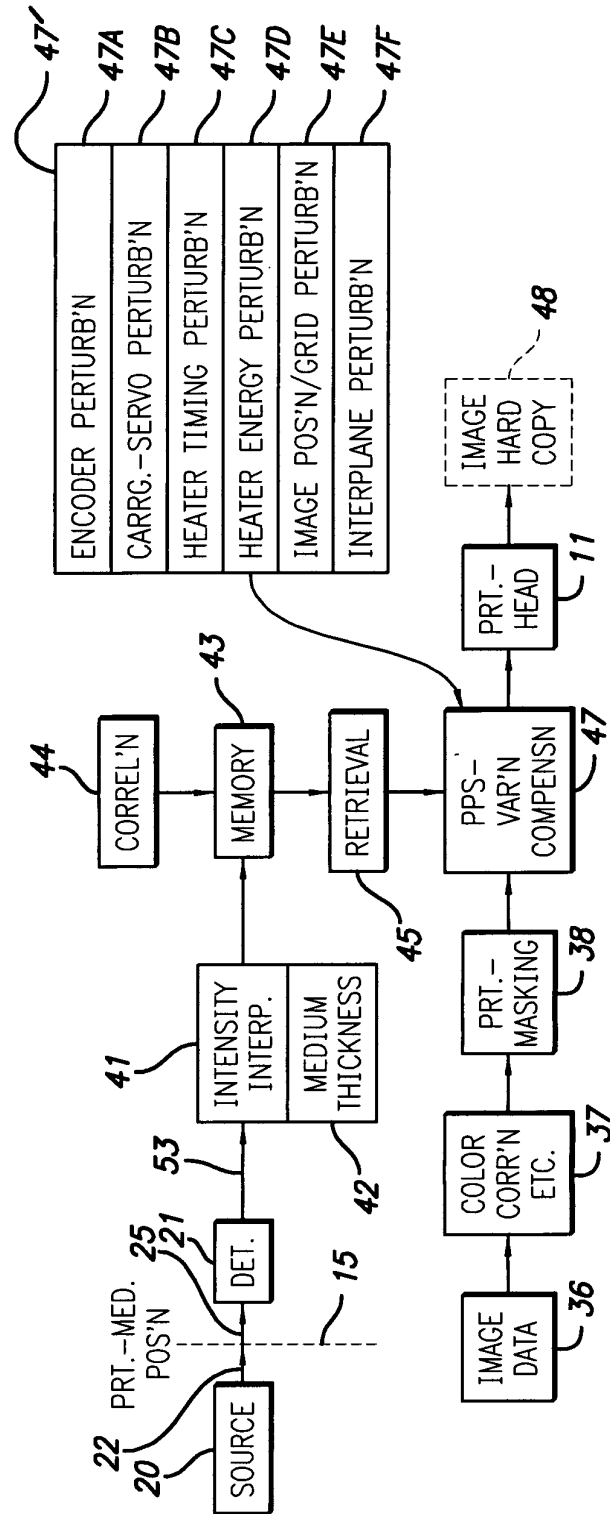 47'
ENCODER PERTURB'N
47A
CARRG.-SERVO PERTURB'N
47B
HEATER TIMING PERTURB'N
47C
HEATER ENERGY PERTURB'N
47D
IMAGE POS'N/GRID PERTURB'N
47E
INTERPLANE PERTURB'N
47F
44
CORREL'N
43
MEMORY
RETRIEVAL
45
41
INTENSITY
INTERP.
MEDIUM
THICKNESS
42
53
PRT.-MED.
POS'N
20
SOURCE
22
25
21
DET.
15
IMAGE
DATA
36
COLOR
CORR'N
ETC.
37
PRT.-
MASKING
38
PPS-
VAR'N
COMPENSN
47
PRT.-
HEAD
11
IMAGE
HARD
COPY
48